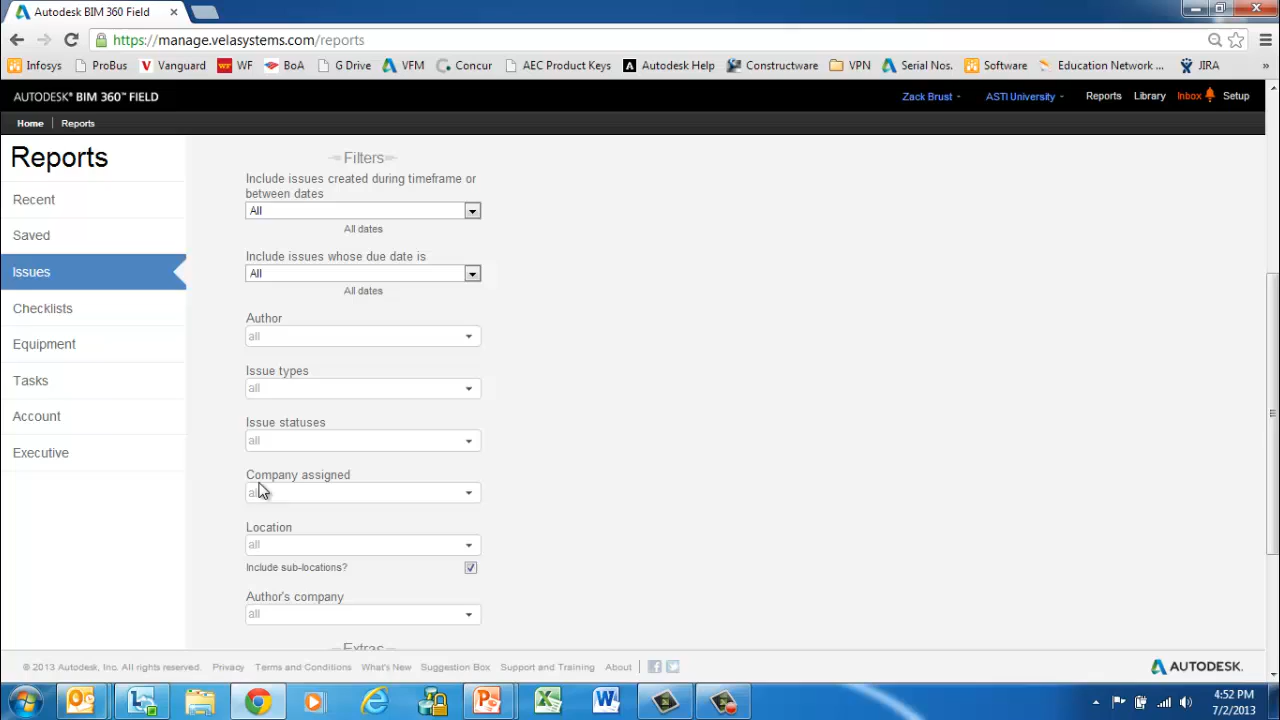 Autodesk BIM 360 Field
https://manage.velasystems.com/reports
Infosys ProBus Vanguard WF BoA G Drive VFM Concur AEC Product Keys Autodesk Help Constructware VPN Serial Nos. Software Education Network ... JIRA »
AUTODESK® BIM 360™ FIELD
Zack Brust ASTI University Reports Library Inbox Setup
Home Reports
Reports
Recent
Saved
Issues
Checklists
Equipment
Tasks
Account
Executive
Filters
Include issues created during timeframe or
between dates
All
All dates
Include issues whose due date is
All
All dates
Author
all
Issue types
all
Issue statuses
all
Company assigned
all
Location
all
Include sub-locations?
Author's company
all
Extras
© 2013 Autodesk, Inc. All rights reserved. Privacy Terms and Conditions What's New Suggestion Box Support and Training About
AUTODESK.
4:52 PM
7/2/2013